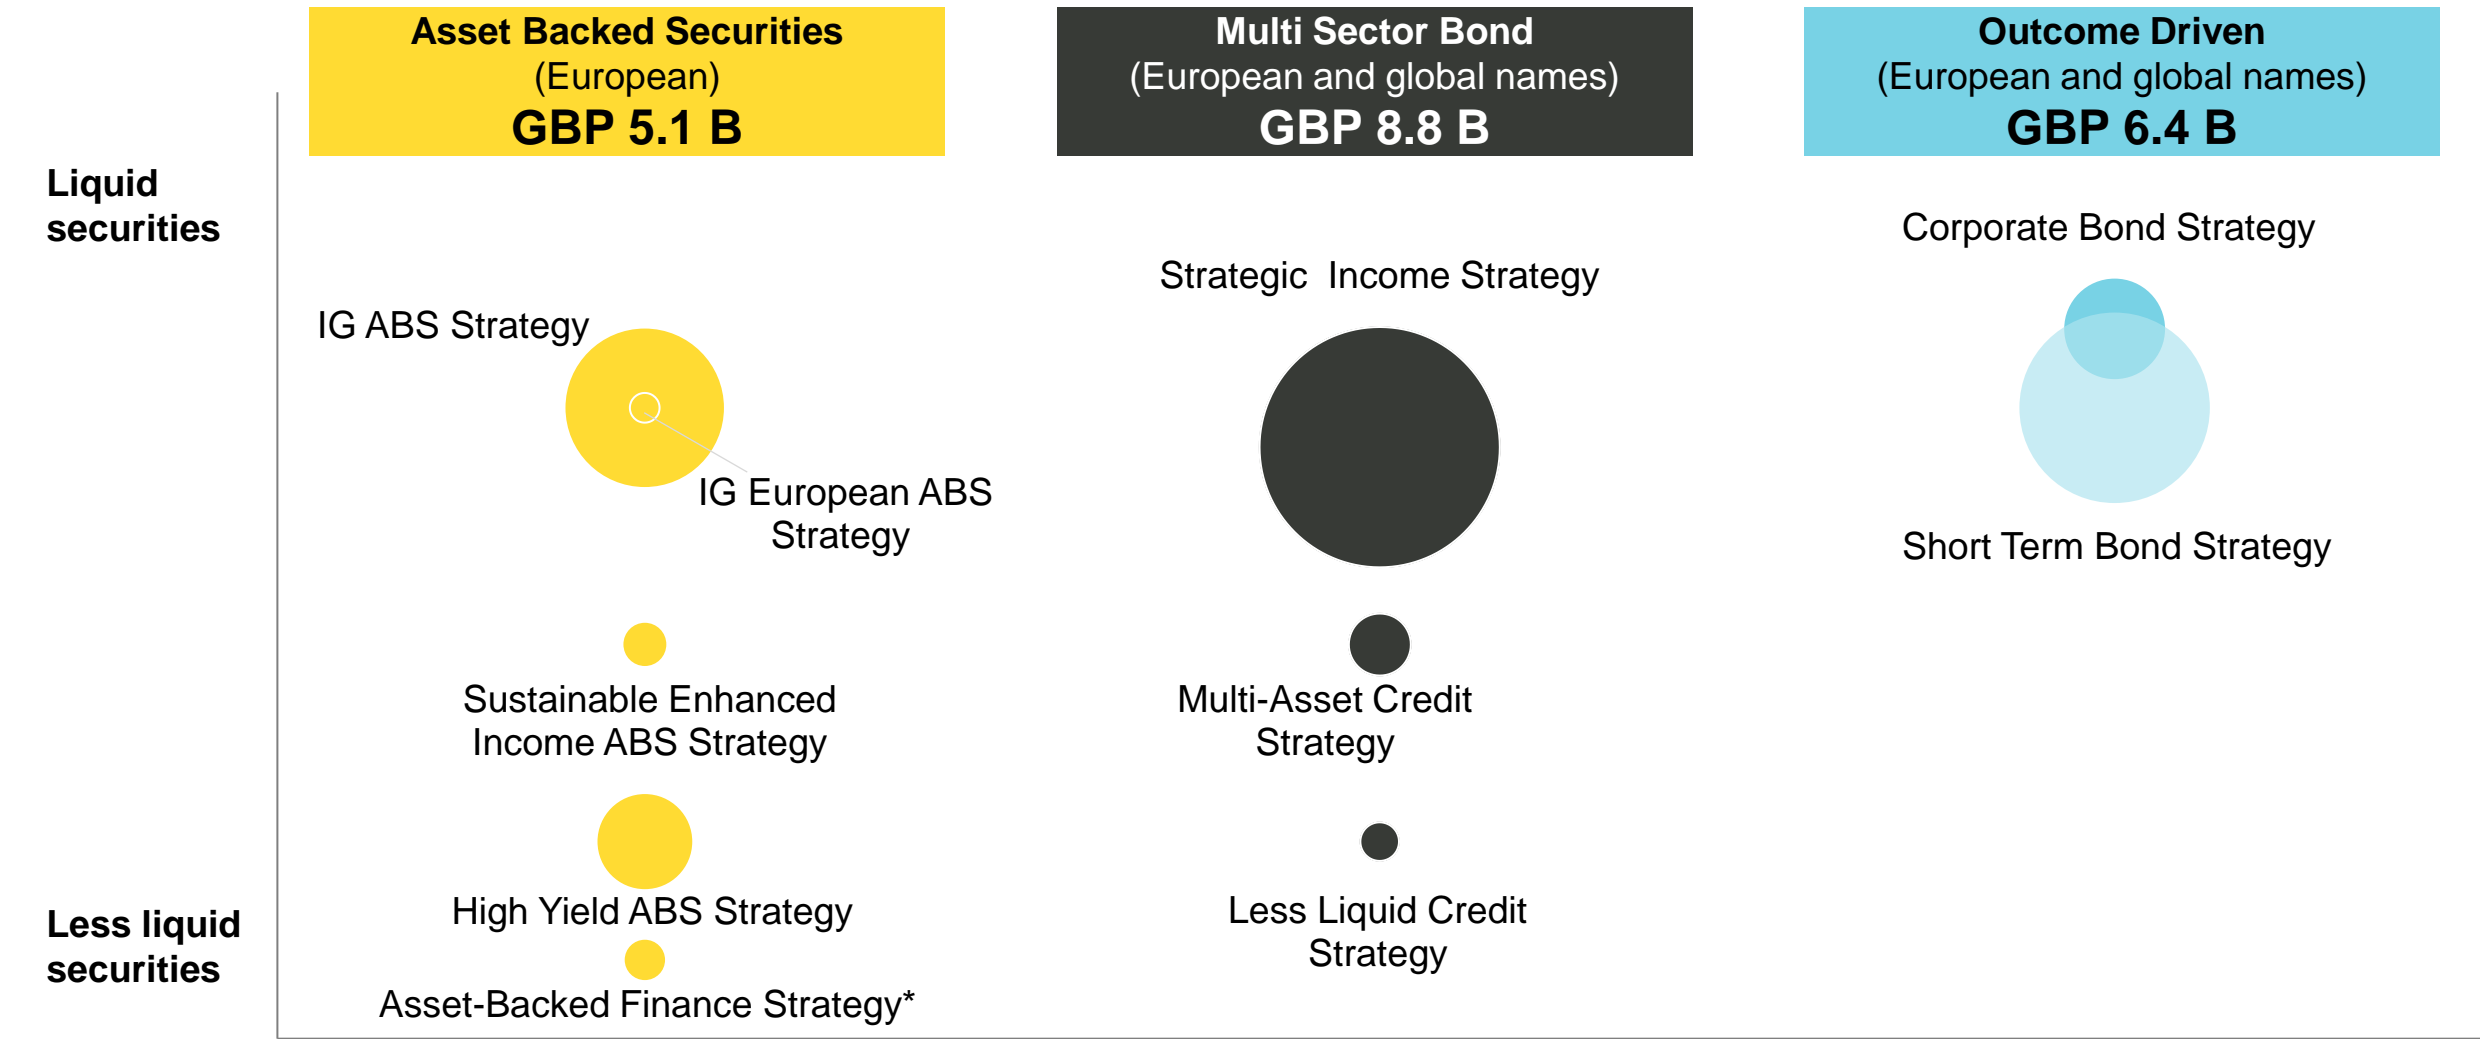 Asset Backed Securities
(European)
GBP 5.1 B
Multi Sector Bond
(European and global names)
GBP 8.8 B
Outcome Driven
(European and global names)
GBP 6.4 B
Liquid
securities
Less liquid
securities
IG ABS Strategy
IG European ABS
Strategy
Sustainable Enhanced
Income ABS Strategy
High Yield ABS Strategy
Asset-Backed Finance Strategy*
Strategic  Income Strategy
Multi-Asset Credit
Strategy
Less Liquid Credit
Strategy
Corporate Bond Strategy
Short Term Bond Strategy